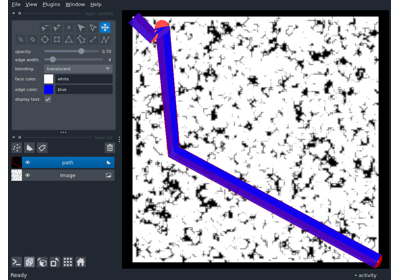 File View Plugins Window Help
opacity: 0.70
edge width: 4
blending: translucent
face color: white
edge color: blue
display text: ✓
path
Image
Ready
activity